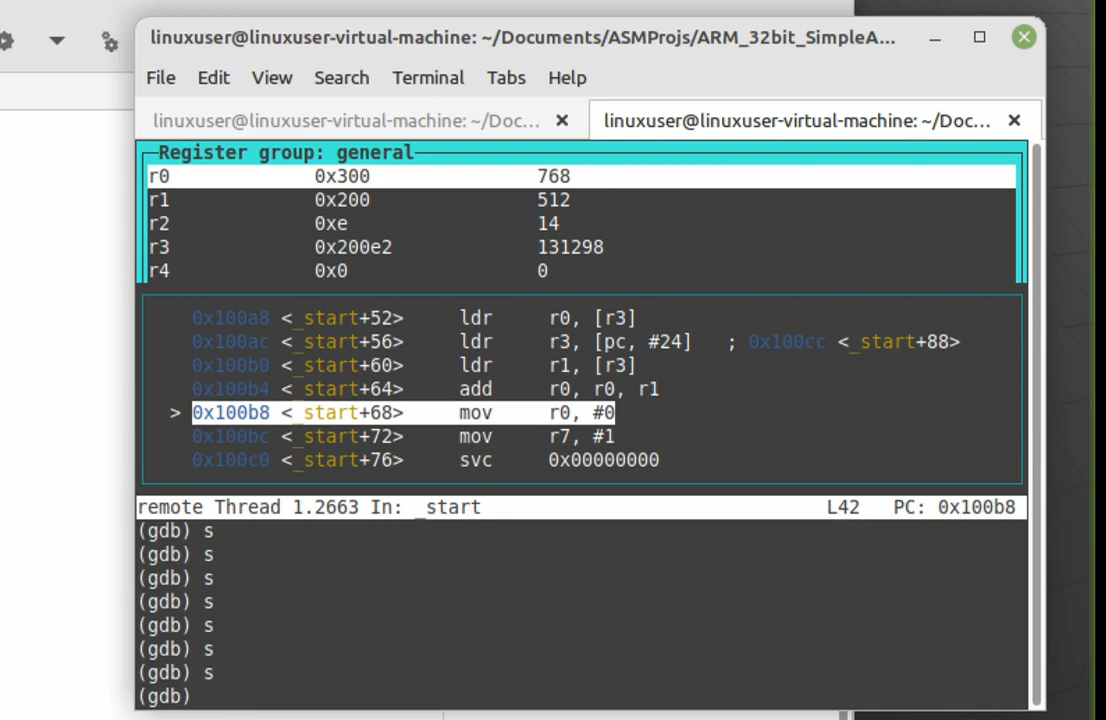 linuxuser@linuxuser-virtual-machine: ~/Documents/ASMProjs/ARM_32bit_SimpleA...
File Edit View Search Terminal Tabs Help
linuxuser@linuxuser-virtual-machine: ~/Doc... × linuxuser@linuxuser-virtual-machine: ~/Doc... ×
Register group: general
r0 0x300 768
r1 0x200 512
r2 0xe 14
r3 0x200e2 131298
r4 0x0 0
0x100a8 <_start+52> ldr r0, [r3]
0x100ac <_start+56> ldr r3, [pc, #24] ; 0x100cc <_start+88>
0x100b0 <_start+60> ldr r1, [r3]
0x100b4 <_start+64> add r0, r0, r1
> 0x100b8 <_start+68> mov r0, #0
0x100bc <_start+72> mov r7, #1
0x100c0 <_start+76> svc 0x00000000
remote Thread 1.2663 In: _start L42 PC: 0x100b8
(gdb) s
(gdb) s
(gdb) s
(gdb) s
(gdb) s
(gdb) s
(gdb) s
(gdb)